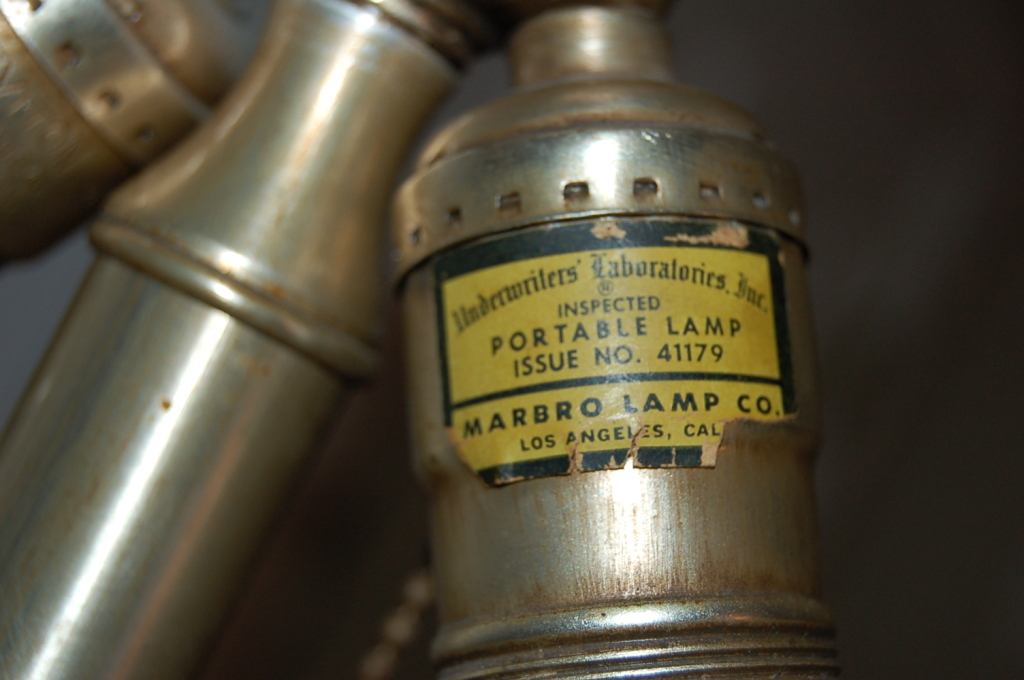 Underwriters' Laboratories, Inc.
®
INSPECTED
PORTABLE LAMP
ISSUE NO. 41179
MARBRO LAMP CO.
LOS ANGELES, CAL